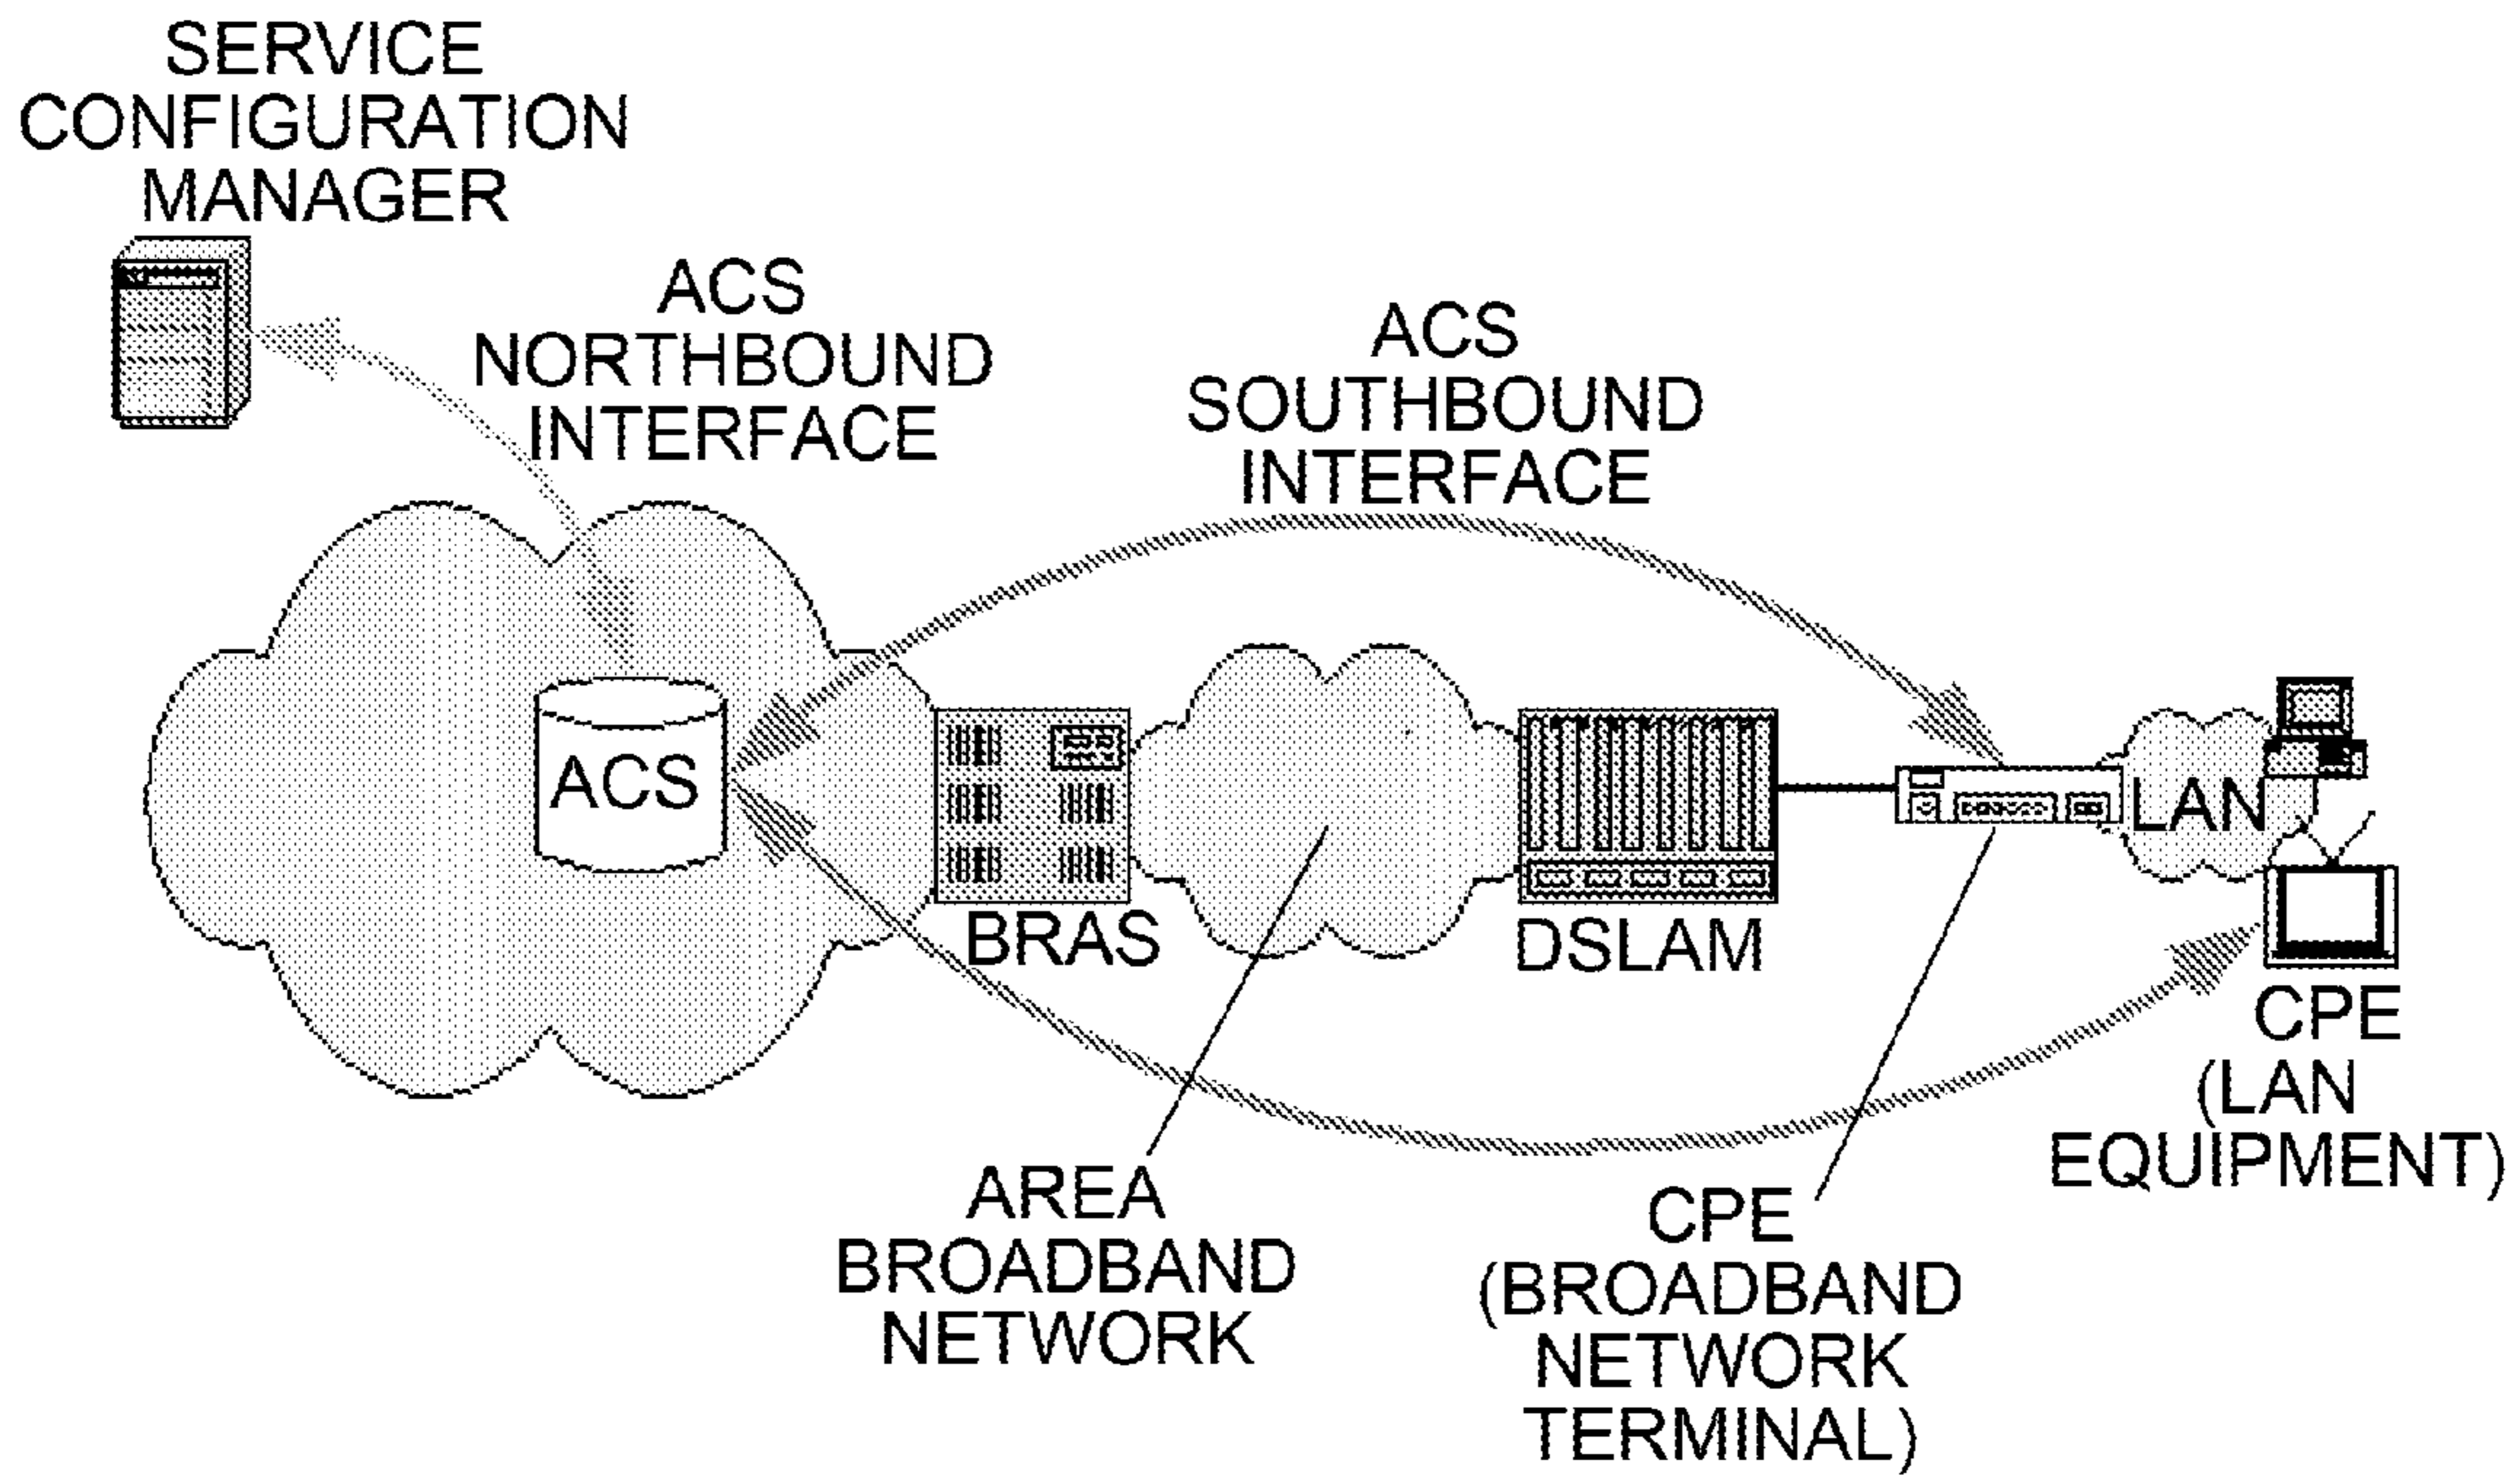 SERVICE
CONFIGURATION
MANAGER
ACS
NORTHBOUND
INTERFACE
ACS
SOUTHBOUND
INTERFACE
ACS
BRAS
DSLAM
LAN
CPE
(LAN
EQUIPMENT)
AREA
BROADBAND
NETWORK
CPE
(BROADBAND
NETWORK
TERMINAL)